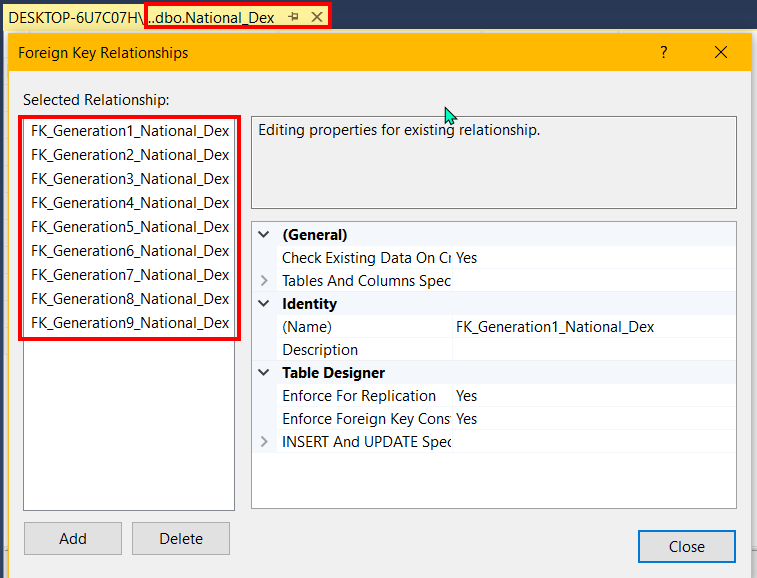 DESKTOP-6U7C07H\...dbo.National_Dex
Foreign Key Relationships
?
Selected Relationship:
FK_Generation1_National_Dex
FK_Generation2_National_Dex
FK_Generation3_National_Dex
FK_Generation4_National_Dex
FK_Generation5_National_Dex
FK_Generation6_National_Dex
FK_Generation7_National_Dex
FK_Generation8_National_Dex
FK_Generation9_National_Dex
Editing properties for existing relationship.
(General)
Check Existing Data On Cr Yes
Tables And Columns Spec
Identity
(Name) FK_Generation1_National_Dex
Description
Table Designer
Enforce For Replication Yes
Enforce Foreign Key Cons Yes
INSERT And UPDATE Spec
Add
Delete
Close